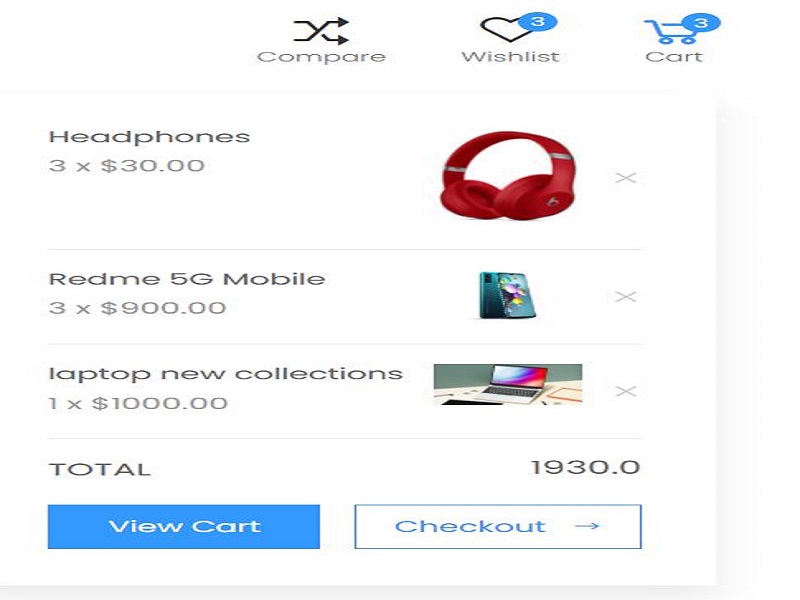 Compare
3
Wishlist
3
Cart
Headphones
3 x $30.00
Redme 5G Mobile
3 x $900.00
laptop new collections
1 x $1000.00
TOTAL 1930.0
View Cart
Checkout →